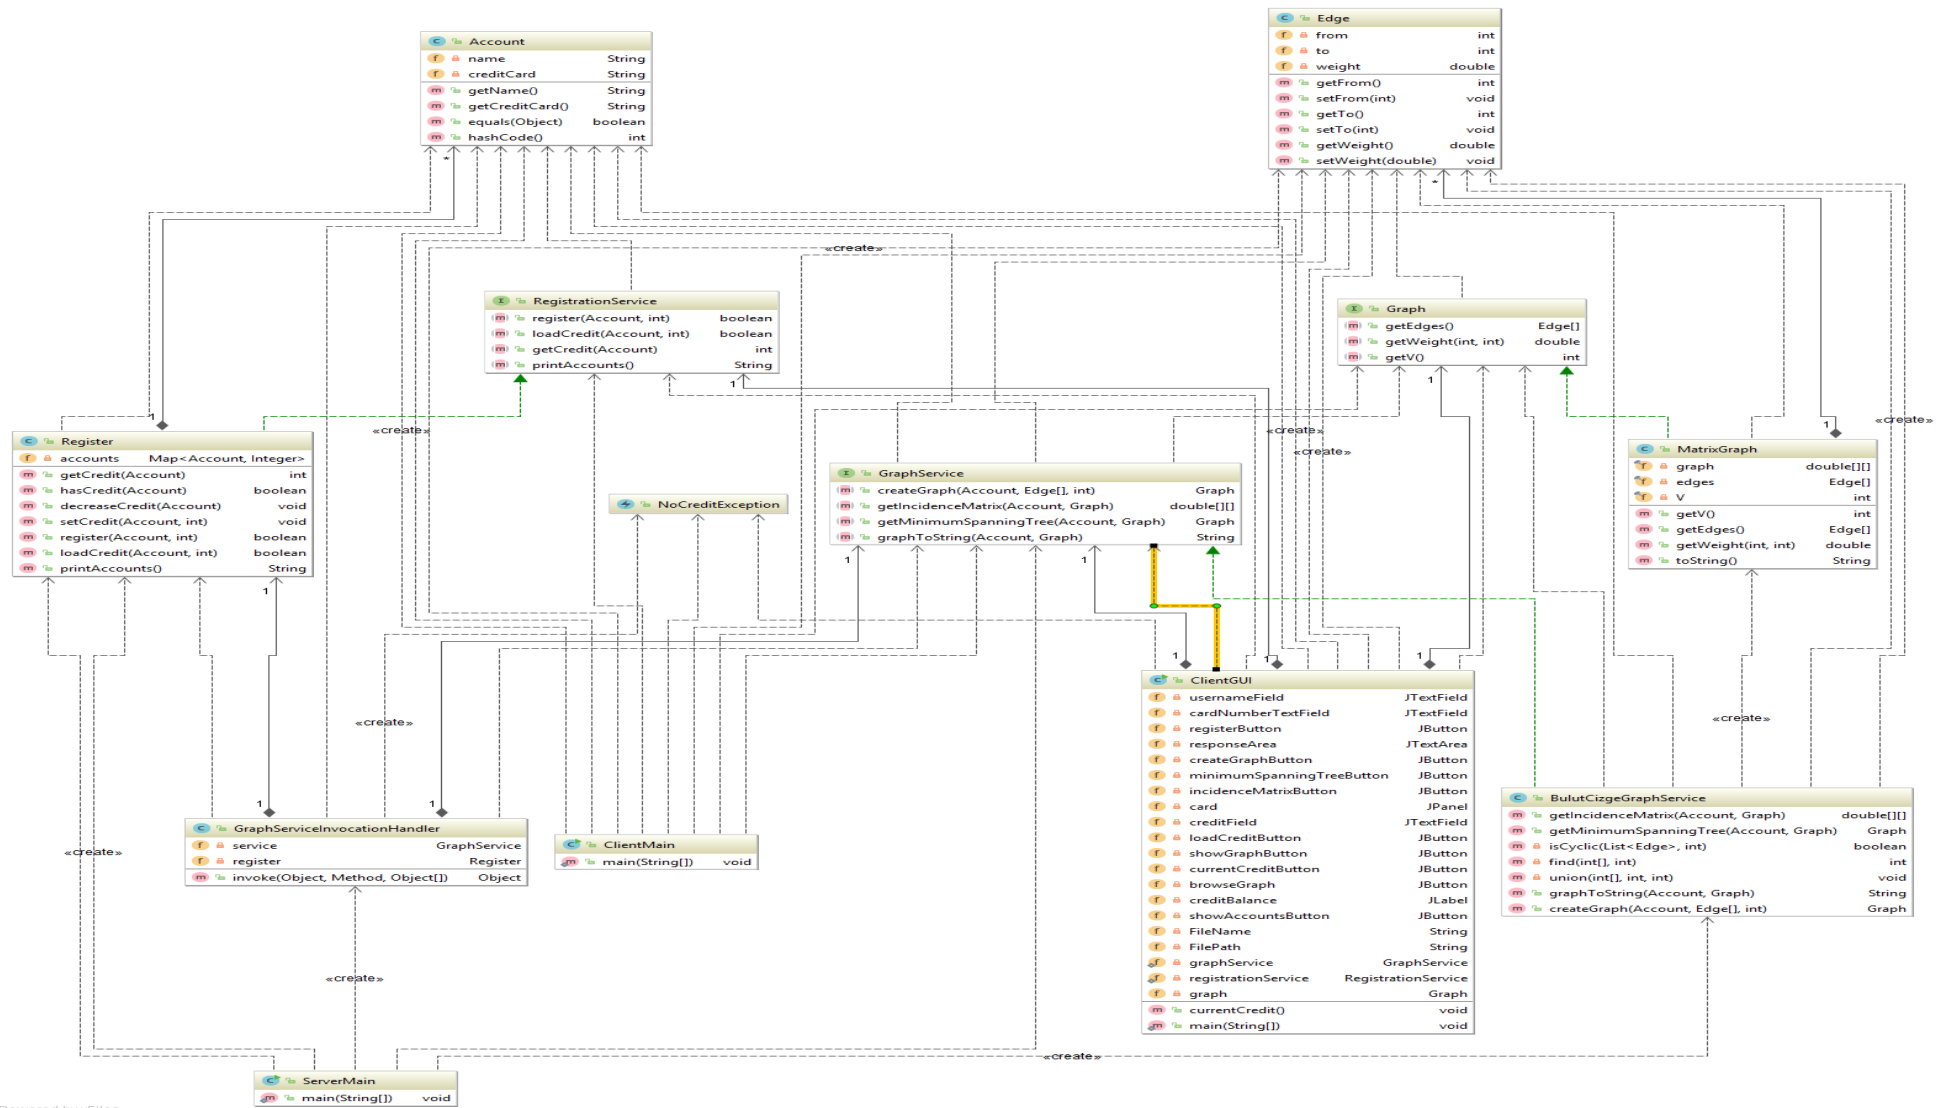 Account
name String
creditCard String
getName() String
getCreditCard() String
equals(Object) boolean
hashCode() int
*
Edge
from int
to int
weight double
getFrom() int
setFrom(int) void
getTo() int
setTo(int) void
getWeight() double
setWeight(double) void
*
«create»
RegistrationService
register(Account, int) boolean
loadCredit(Account, int) boolean
getCredit(Account) int
printAccounts() String
1
Graph
getEdges() Edge[]
getWeight(int, int) double
getV() int
1
1
«create»
«create»
«create»
«create»
1
Register
accounts Map<Account, Integer>
getCredit(Account) int
hasCredit(Account) boolean
decreaseCredit(Account) void
setCredit(Account, int) void
register(Account, int) boolean
loadCredit(Account, int) boolean
printAccounts() String
1
NoCreditException
GraphService
createGraph(Account, Edge[], int) Graph
getIncidenceMatrix(Account, Graph) double[][]
getMinimumSpanningTree(Account, Graph) Graph
graphToString(Account, Graph) String
1
1
MatrixGraph
graph double[][]
edges Edge[]
V int
getV() int
getEdges() Edge[]
getWeight(int, int) double
toString() String
1
1
1
«create»
«create»
ClientGUI
usernameField JTextField
cardNumberTextField JTextField
registerButton JButton
responseArea JTextArea
createGraphButton JButton
minimumSpanningTreeButton JButton
incidenceMatrixButton JButton
card JPanel
creditField JTextField
loadCreditButton JButton
showGraphButton JButton
currentCreditButton JButton
browseGraph JButton
creditBalance JLabel
showAccountsButton JButton
FileName String
FilePath String
graphService GraphService
registrationService RegistrationService
graph Graph
currentCredit() void
main(String[]) void
BulutCizgeGraphService
getIncidenceMatrix(Account, Graph) double[][]
getMinimumSpanningTree(Account, Graph) Graph
isCyclic(List<Edge>, int) boolean
find(int[], int) int
union(int[], int, int) void
graphToString(Account, Graph) String
createGraph(Account, Edge[], int) Graph
1
1
GraphServiceInvocationHandler
service GraphService
register Register
invoke(Object, Method, Object[]) Object
ClientMain
main(String[]) void
«create»
«create»
«create»
ServerMain
main(String[]) void